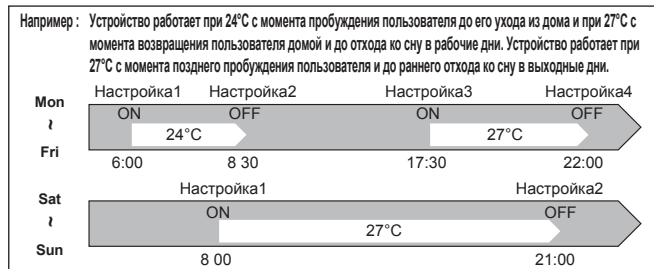 Например : Устройство работает при 24°C с момента пробуждения пользователя до его ухода из дома и при 27°C с
момента возвращения пользователя домой и до отхода ко сну в рабочие дни. Устройство работает при
27°C с момента позднего пробуждения пользователя и до раннего отхода ко сну в выходные дни.
Настройка1 Настройка2 Настройка3 Настройка4
Mon
ON OFF ON OFF
≀
24°C 27°C
Fri
6:00 8 30 17:30 22:00
Настройка1 Настройка2
Sat
ON OFF
≀
27°C
Sun
8 00 21:00